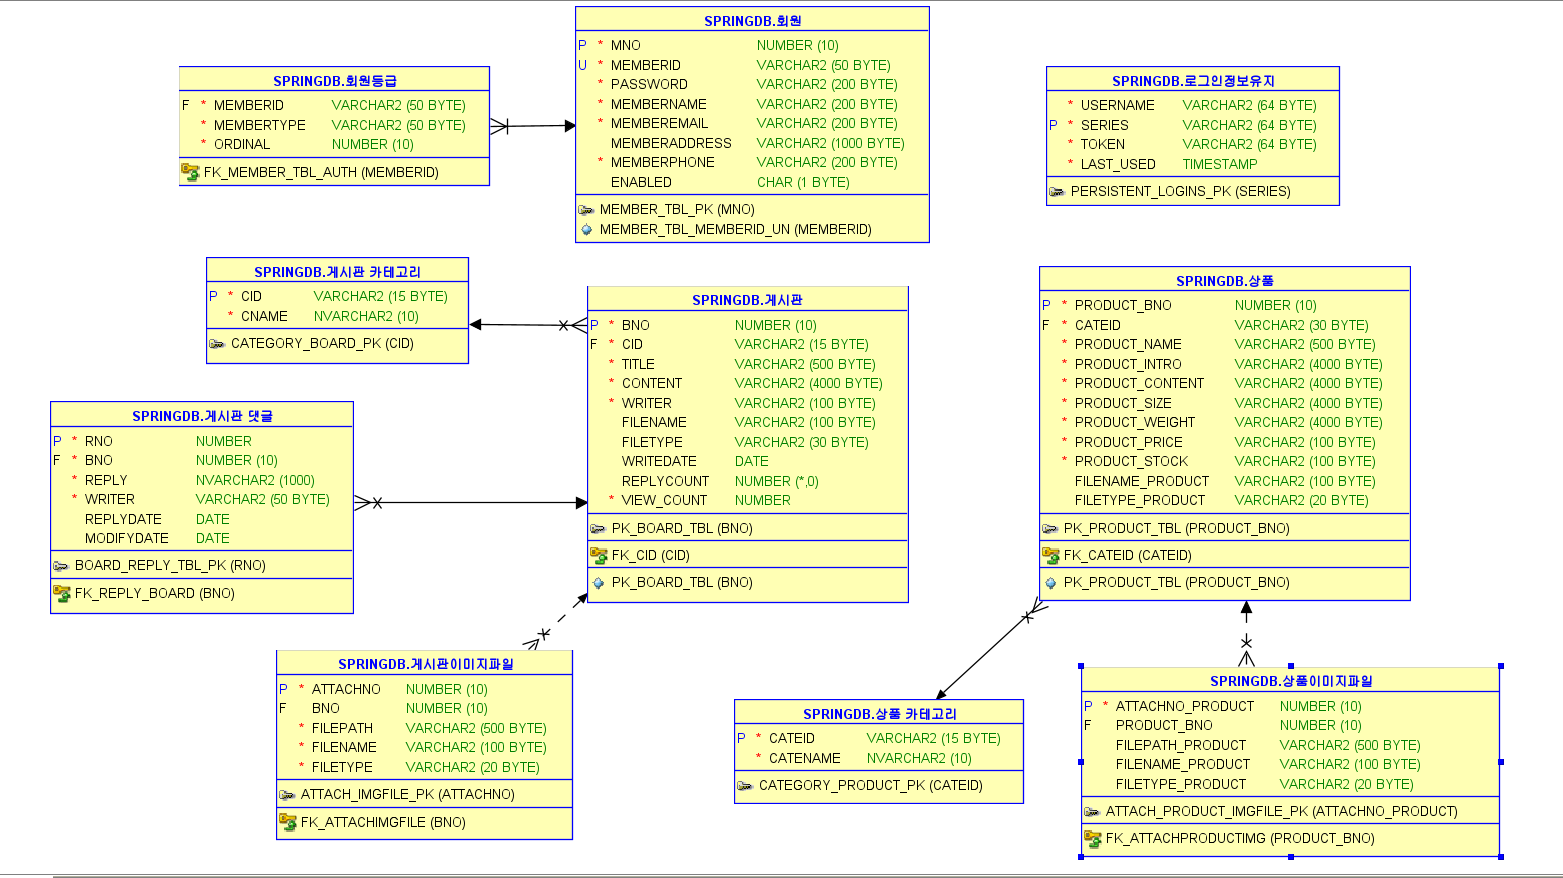 SPRINGDB.회원
P * MNO NUMBER (10)
U * MEMBERID VARCHAR2 (50 BYTE)
* PASSWORD VARCHAR2 (200 BYTE)
* MEMBERNAME VARCHAR2 (200 BYTE)
* MEMBEREMAIL VARCHAR2 (200 BYTE)
MEMBERADDRESS VARCHAR2 (1000 BYTE)
* MEMBERPHONE VARCHAR2 (200 BYTE)
ENABLED CHAR (1 BYTE)
MEMBER_TBL_PK (MNO)
MEMBER_TBL_MEMBERID_UN (MEMBERID)
SPRINGDB.회원등급
F * MEMBERID VARCHAR2 (50 BYTE)
* MEMBERTYPE VARCHAR2 (50 BYTE)
* ORDINAL NUMBER (10)
FK_MEMBER_TBL_AUTH (MEMBERID)
SPRINGDB.로그인정보유지
* USERNAME VARCHAR2 (64 BYTE)
P * SERIES VARCHAR2 (64 BYTE)
* TOKEN VARCHAR2 (64 BYTE)
* LAST_USED TIMESTAMP
PERSISTENT_LOGINS_PK (SERIES)
SPRINGDB.게시판 카테고리
P * CID VARCHAR2 (15 BYTE)
* CNAME NVARCHAR2 (10)
CATEGORY_BOARD_PK (CID)
SPRINGDB.게시판
P * BNO NUMBER (10)
F * CID VARCHAR2 (15 BYTE)
* TITLE VARCHAR2 (500 BYTE)
* CONTENT VARCHAR2 (4000 BYTE)
* WRITER VARCHAR2 (100 BYTE)
FILENAME VARCHAR2 (100 BYTE)
FILETYPE VARCHAR2 (30 BYTE)
WRITEDATE DATE
REPLYCOUNT NUMBER (*,0)
* VIEW_COUNT NUMBER
PK_BOARD_TBL (BNO)
FK_CID (CID)
PK_BOARD_TBL (BNO)
SPRINGDB.상품
P * PRODUCT_BNO NUMBER (10)
F * CATEID VARCHAR2 (30 BYTE)
* PRODUCT_NAME VARCHAR2 (500 BYTE)
* PRODUCT_INTRO VARCHAR2 (4000 BYTE)
* PRODUCT_CONTENT VARCHAR2 (4000 BYTE)
* PRODUCT_SIZE VARCHAR2 (4000 BYTE)
* PRODUCT_WEIGHT VARCHAR2 (4000 BYTE)
* PRODUCT_PRICE VARCHAR2 (100 BYTE)
* PRODUCT_STOCK VARCHAR2 (100 BYTE)
FILENAME_PRODUCT VARCHAR2 (100 BYTE)
FILETYPE_PRODUCT VARCHAR2 (20 BYTE)
PK_PRODUCT_TBL (PRODUCT_BNO)
FK_CATEID (CATEID)
PK_PRODUCT_TBL (PRODUCT_BNO)
SPRINGDB.게시판 댓글
P * RNO NUMBER
F * BNO NUMBER (10)
* REPLY NVARCHAR2 (1000)
* WRITER VARCHAR2 (50 BYTE)
REPLYDATE DATE
MODIFYDATE DATE
BOARD_REPLY_TBL_PK (RNO)
FK_REPLY_BOARD (BNO)
SPRINGDB.게시판이미지파일
P * ATTACHNO NUMBER (10)
F BNO NUMBER (10)
* FILEPATH VARCHAR2 (500 BYTE)
* FILENAME VARCHAR2 (100 BYTE)
* FILETYPE VARCHAR2 (20 BYTE)
ATTACH_IMGFILE_PK (ATTACHNO)
FK_ATTACHIMGFILE (BNO)
SPRINGDB.상품 카테고리
P * CATEID VARCHAR2 (15 BYTE)
* CATENAME NVARCHAR2 (10)
CATEGORY_PRODUCT_PK (CATEID)
SPRINGDB.상품이미지파일
P * ATTACHNO_PRODUCT NUMBER (10)
F PRODUCT_BNO NUMBER (10)
FILEPATH_PRODUCT VARCHAR2 (500 BYTE)
FILENAME_PRODUCT VARCHAR2 (100 BYTE)
FILETYPE_PRODUCT VARCHAR2 (20 BYTE)
ATTACH_PRODUCT_IMGFILE_PK (ATTACHNO_PRODUCT)
FK_ATTACHPRODUCTIMG (PRODUCT_BNO)